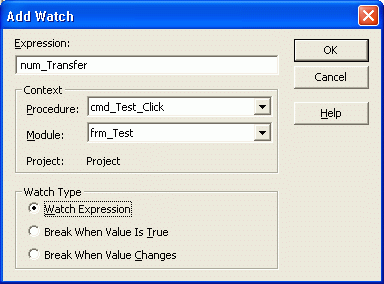 Add Watch
Expression:
num_Transfer
OK
Cancel
Help
Context
Procedure: cmd_Test_Click
Module: frm_Test
Project: Project
Watch Type
Watch Expression
Break When Value Is True
Break When Value Changes